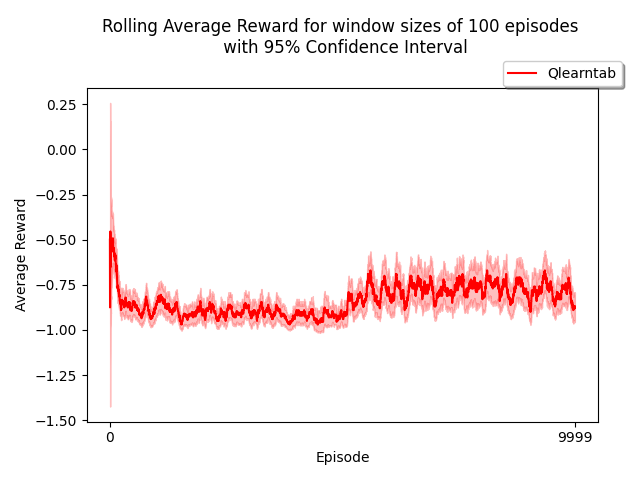 Rolling Average Reward for window sizes of 100 episodes
with 95% Confidence Interval
Qlearntab
0.25
0.00
−0.25
−0.50
−0.75
−1.00
−1.25
−1.50
Average Reward
0
9999
Episode